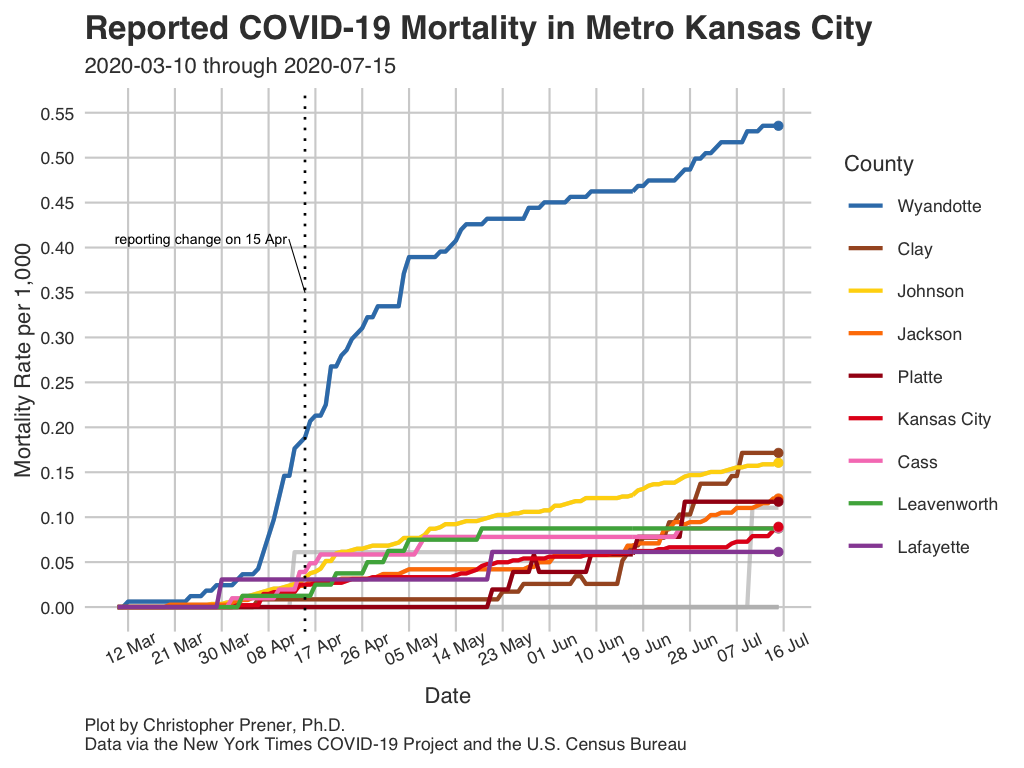 Reported COVID-19 Mortality in Metro Kansas City
2020-03-10 through 2020-07-15
Mortality Rate per 1,000
0.55
0.50
0.45
0.40
0.35
0.30
0.25
0.20
0.15
0.10
0.05
0.00
reporting change on 15 Apr
12 Mar
21 Mar
30 Mar
08 Apr
17 Apr
26 Apr
05 May
14 May
23 May
01 Jun
10 Jun
19 Jun
28 Jun
07 Jul
16 Jul
Date
County
Wyandotte
Clay
Johnson
Jackson
Platte
Kansas City
Cass
Leavenworth
Lafayette
Plot by Christopher Prener, Ph.D.
Data via the New York Times COVID-19 Project and the U.S. Census Bureau